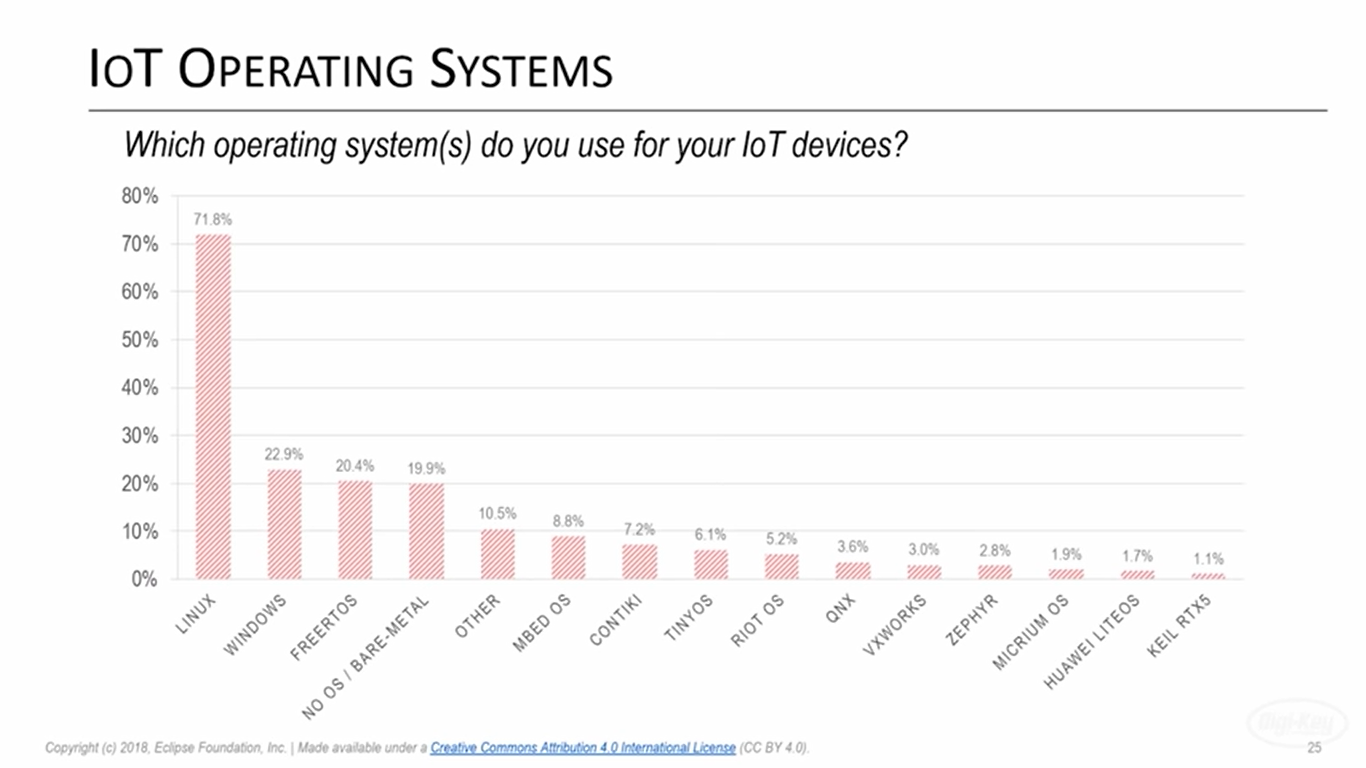 IoT Operating Systems
Which operating system(s) do you use for your IoT devices?
80%
70%
60%
50%
40%
30%
20%
10%
0%
71.8%
22.9%
20.4%
19.9%
10.5%
8.8%
7.2%
6.1%
5.2%
3.6%
3.0%
2.8%
1.9%
1.7%
1.1%
LINUX
WINDOWS
FREERTOS
NO OS / BARE-METAL
OTHER
MBED OS
CONTIKI
TINYOS
RIOT OS
QNX
VXWORKS
ZEPHYR
MICRIUM OS
HUAWEI LITEOS
KEIL RTX5
Digi-Key
Copyright (c) 2018, Eclipse Foundation, Inc. | Made available under a Creative Commons Attribution 4.0 International License (CC BY 4.0).
25